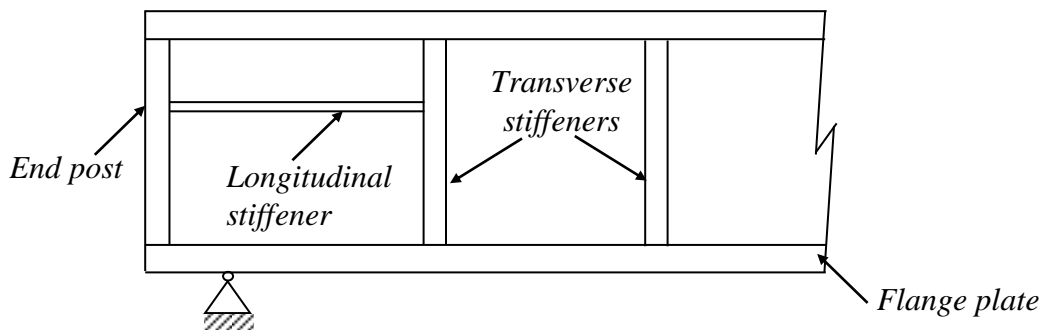 Transverse
stiffeners
End post
Longitudinal
stiffener
Flange plate